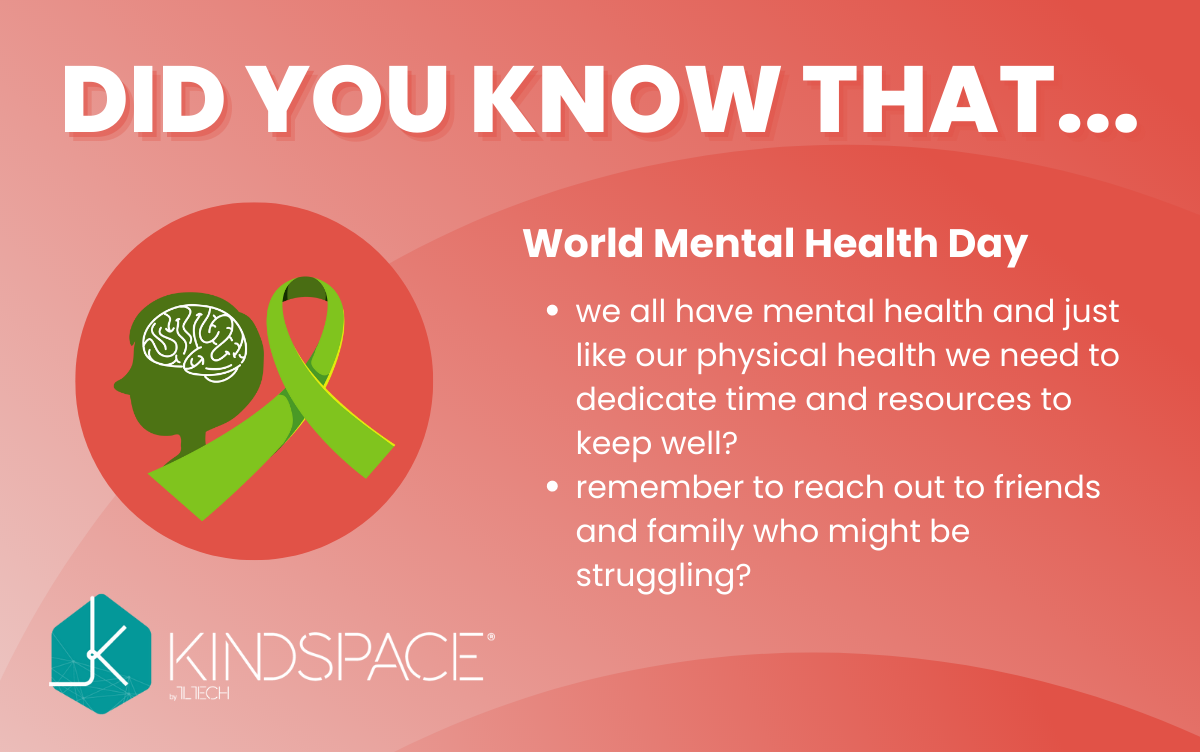 DID YOU KNOW THAT...
World Mental Health Day
• we all have mental health and just
like our physical health we need to
dedicate time and resources to
keep well?
• remember to reach out to friends
and family who might be
struggling?
KINDSPACE®
by TLTECH